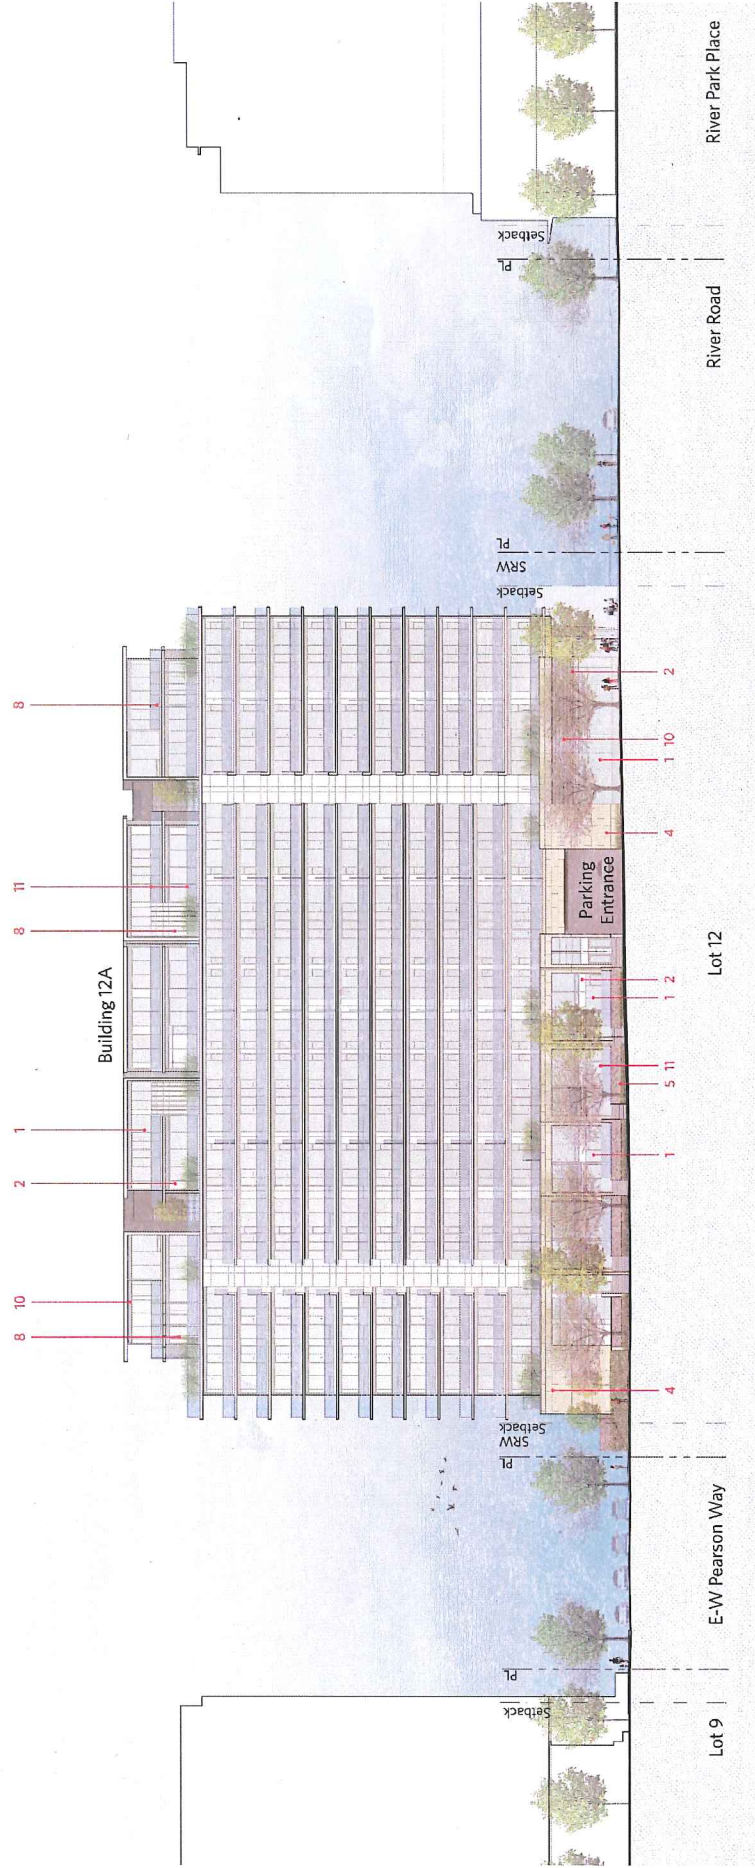 8
10
2
1
8
11
8
Building 12A
Setback
PL
PL
SRW
Setback
Setback
SRW
PL
PL
Setback
Parking
Entrance
4
1
5
11
1
2
4
1
10
2
Lot 9
E-W Pearson Way
Lot 12
River Road
River Park Place